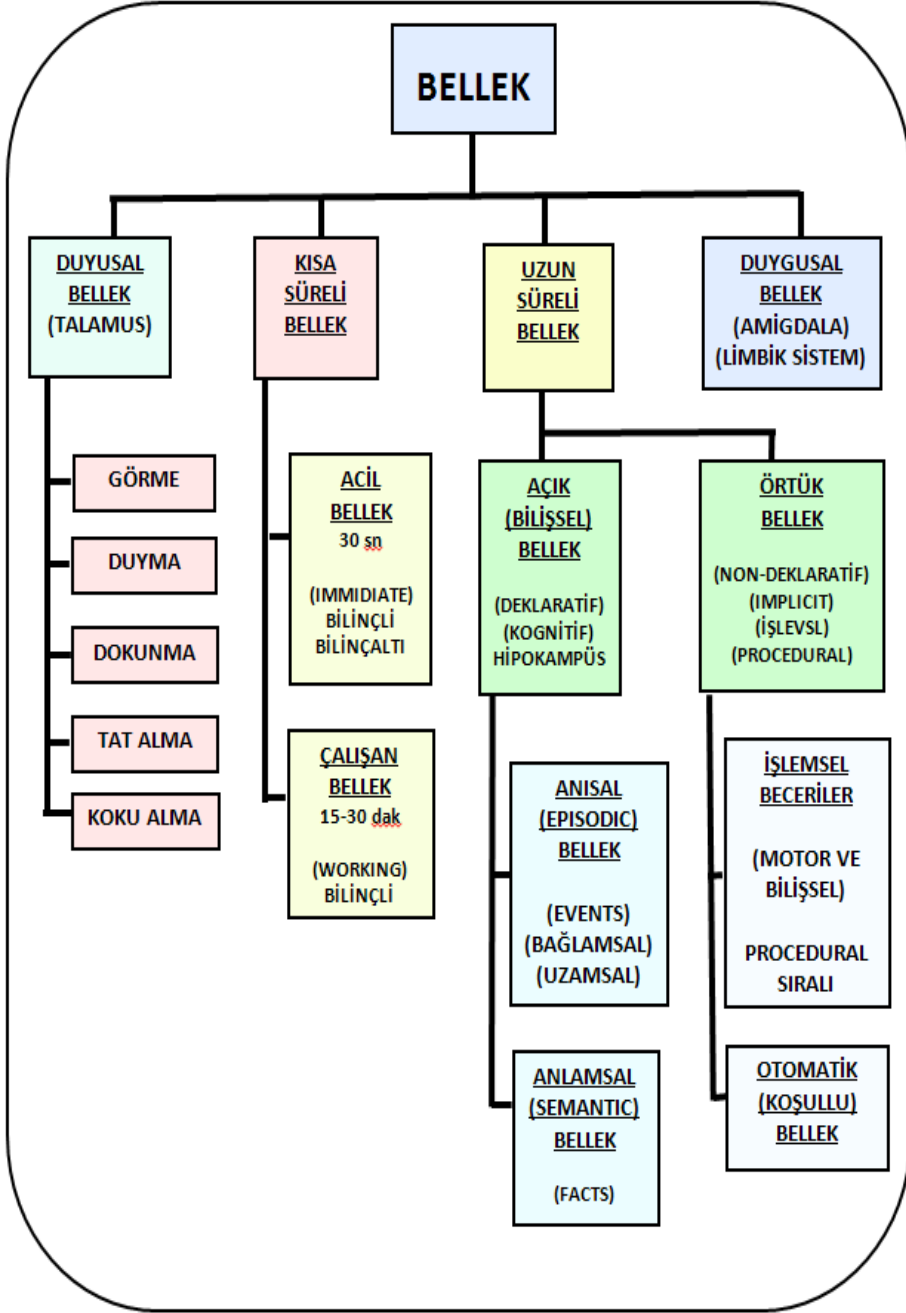 BELLEK
DUYUSAL
BELLEK
(TALAMUS)
KISA
SÜRELİ
BELLEK
UZUN
SÜRELİ
BELLEK
DUYGUSAL
BELLEK
(AMİGDALA)
(LİMBİK SİSTEM)
GÖRME
DUYMA
DOKUNMA
TAT ALMA
KOKU ALMA
ACİL
BELLEK
30 sn
(IMMIDIATE)
BİLİNÇLİ
BİLİNÇALTI
ÇALIŞAN
BELLEK
15-30 dak
(WORKING)
BİLİNÇLİ
AÇIK
(BİLİŞSEL)
BELLEK
(DEKLARATİF)
(KOGNİTİF)
HİPOKAMPÜS
ANISAL
(EPISODIC)
BELLEK
(EVENTS)
(BAĞLAMSAL)
(UZAMSAL)
ANLAMSAL
(SEMANTIC)
BELLEK
(FACTS)
ÖRTÜK
BELLEK
(NON-DEKLARATİF)
(IMPLICIT)
(İŞLEVSL)
(PROCEDURAL)
İŞLEMSEL
BECERİLER
(MOTOR VE
BİLİŞSEL)
PROCEDURAL
SIRALI
OTOMATİK
(KOŞULLU)
BELLEK